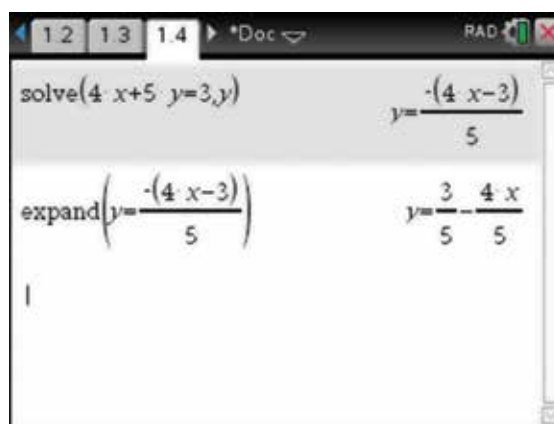 1.2 1.3 1.4 *Doc RAD
solve(4·x+5·y=3,y)
y=-(4·x-3)/5
expand(y=-(4·x-3)/5)
y=3/5-4·x/5